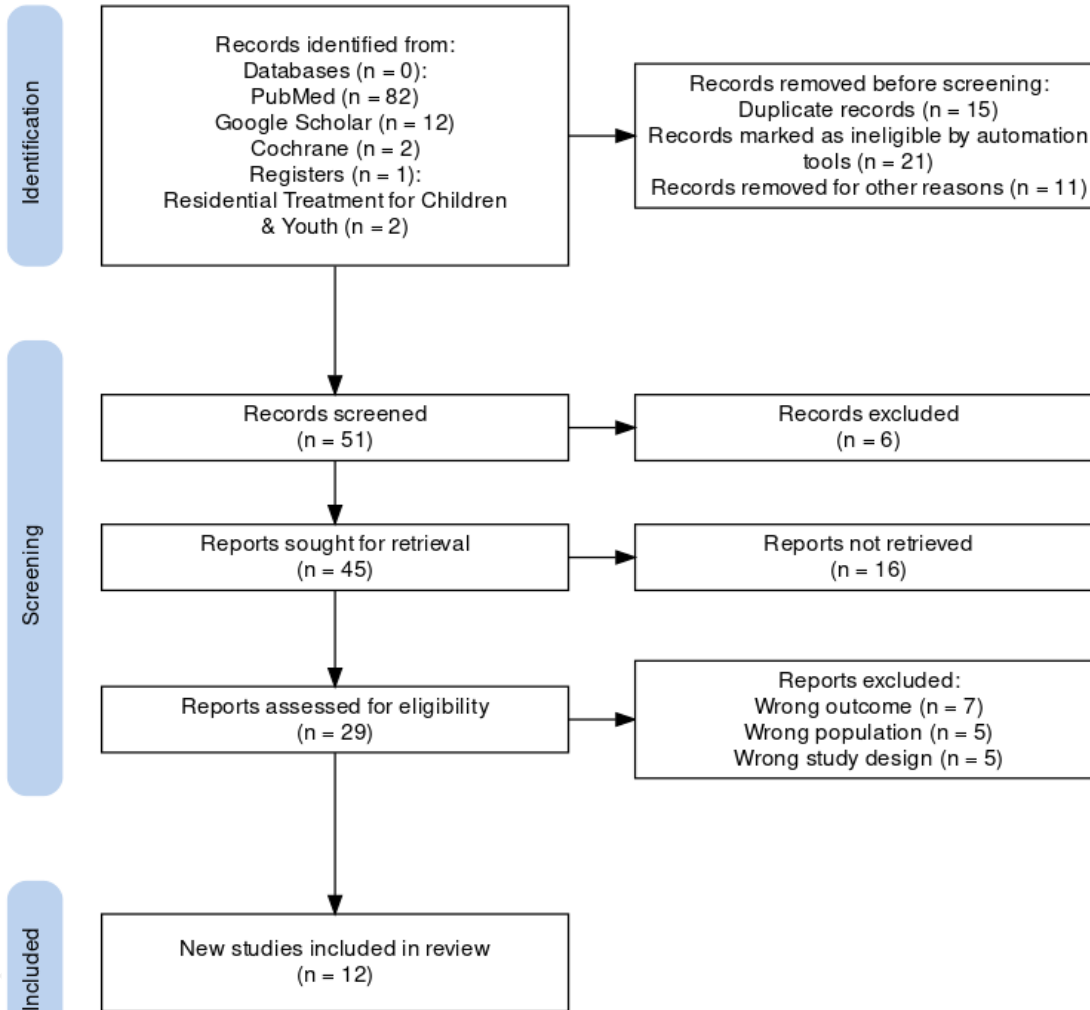 Identification
Records identified from:
Databases (n = 0):
PubMed (n = 82)
Google Scholar (n = 12)
Cochrane (n = 2)
Registers (n = 1):
Residential Treatment for Children
& Youth (n = 2)
Records removed before screening:
Duplicate records (n = 15)
Records marked as ineligible by automation
tools (n = 21)
Records removed for other reasons (n = 11)
Screening
Records screened
(n = 51)
Records excluded
(n = 6)
Reports sought for retrieval
(n = 45)
Reports not retrieved
(n = 16)
Reports assessed for eligibility
(n = 29)
Reports excluded:
Wrong outcome (n = 7)
Wrong population (n = 5)
Wrong study design (n = 5)
Included
New studies included in review
(n = 12)